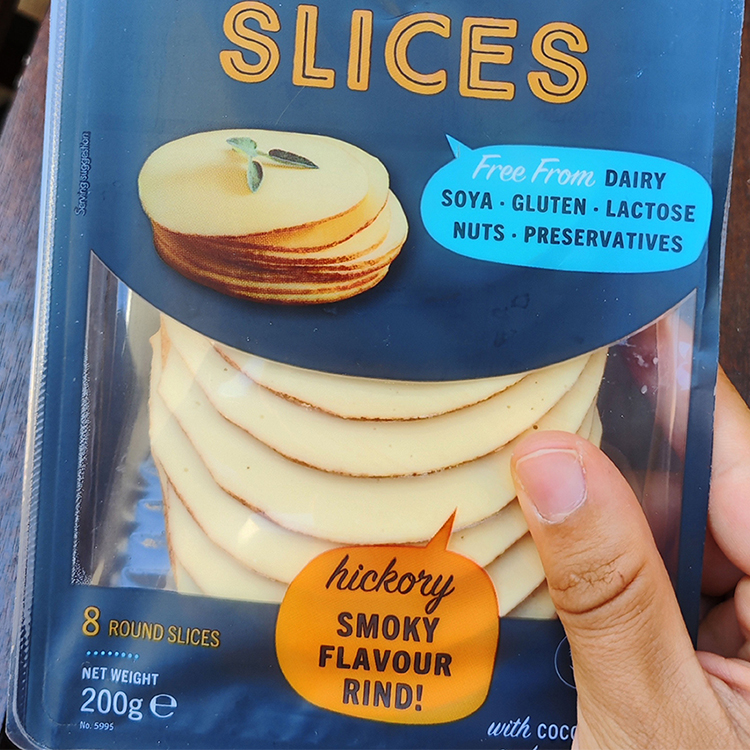 SLICES
Serving suggestion
Free From DAIRY
SOYA · GLUTEN · LACTOSE
NUTS · PRESERVATIVES
hickory
SMOKY
FLAVOUR
RIND!
8 ROUND SLICES
NET WEIGHT
200g ℮
No. 5995
with